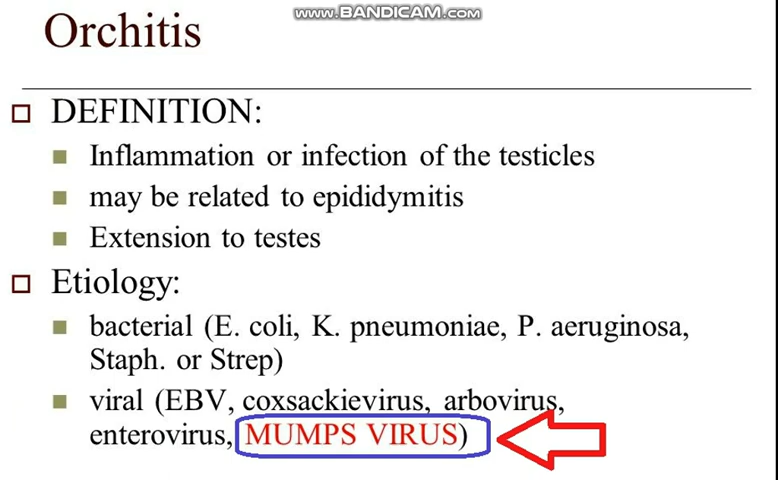 www.BANDICAM.com
Orchitis
DEFINITION:
Inflammation or infection of the testicles
may be related to epididymitis
Extension to testes
Etiology:
bacterial (E. coli, K. pneumoniae, P. aeruginosa,
Staph. or Strep)
viral (EBV, coxsackievirus, arbovirus,
enterovirus, MUMPS VIRUS)